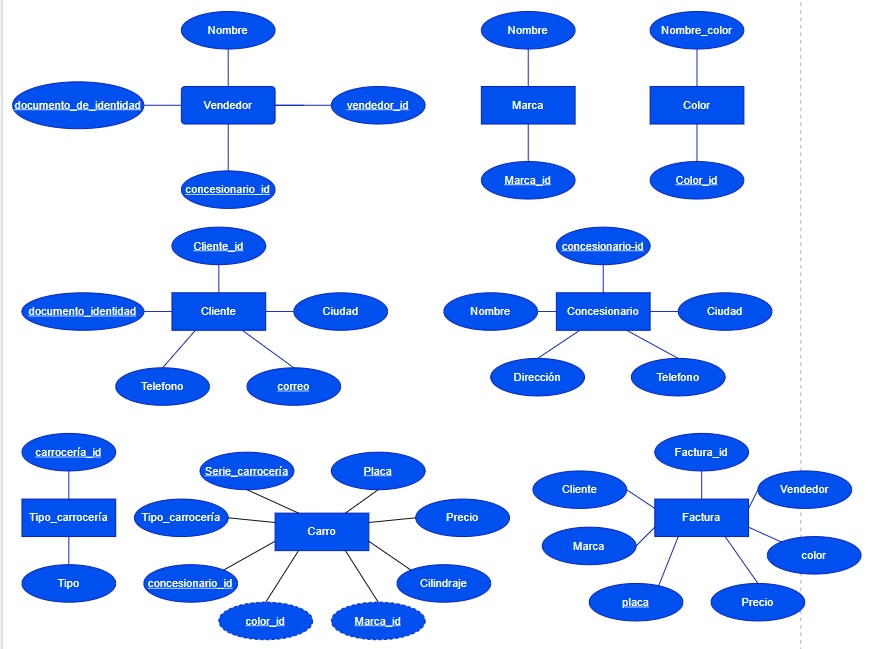 Nombre
Nombre
Nombre_color
documento_de_identidad
Vendedor
vendedor_id
Marca
Color
concesionario_id
Marca_id
Color_id
Cliente_id
concesionario-id
documento_identidad
Cliente
Ciudad
Nombre
Concesionario
Ciudad
Telefono
correo
Dirección
Telefono
carrocería_id
Serie_carrocería
Placa
Factura_id
Tipo_carrocería
Tipo_carrocería
Carro
Precio
Cliente
Factura
Vendedor
Marca
color
Tipo
concesionario_id
Cilindraje
color_id
Marca_id
placa
Precio